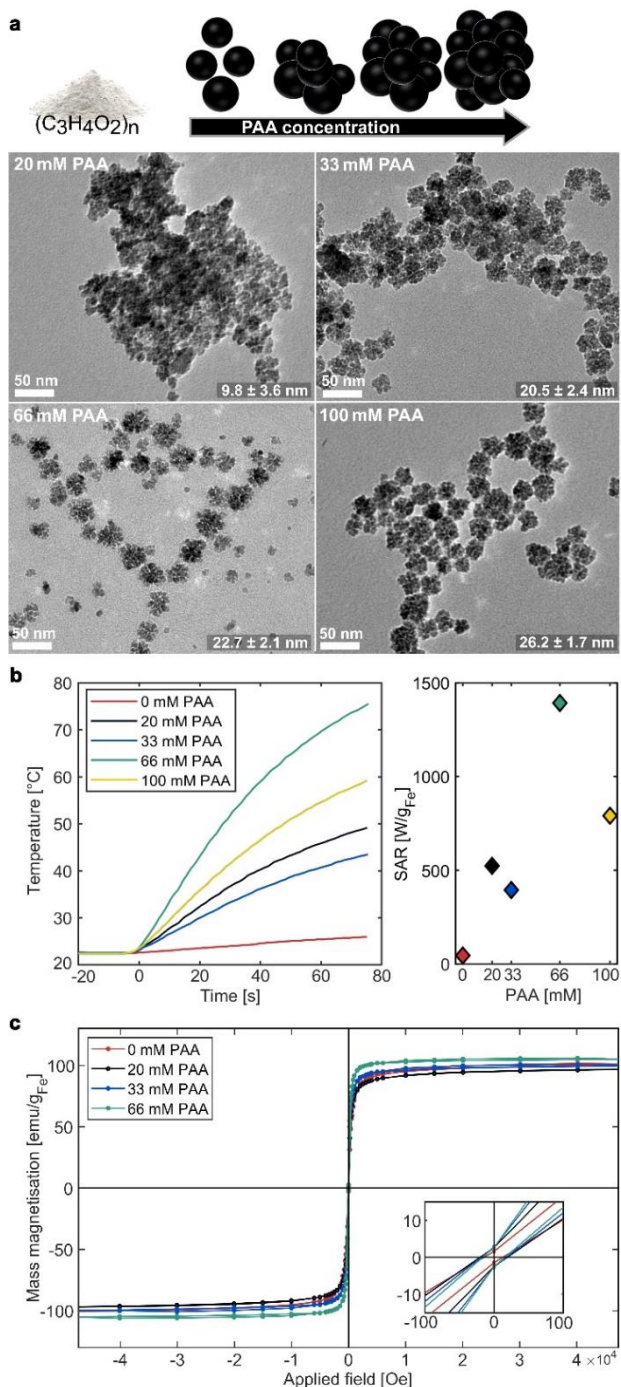 a
(C3H4O2)n
PAA concentration
20 mM PAA
50 nm
9.8 ± 3.6 nm
33 mM PAA
50 nm
20.5 ± 2.4 nm
66 mM PAA
50 nm
22.7 ± 2.1 nm
100 mM PAA
50 nm
26.2 ± 1.7 nm
b
80
70
60
50
40
30
20
Temperature [°C]
0 mM PAA
20 mM PAA
33 mM PAA
66 mM PAA
100 mM PAA
-20 0 20 40 60 80
Time [s]
1500
1000
500
0
SAR [W/gFe]
0 20 33 66 100
PAA [mM]
c
100
50
0
-50
-100
Mass magnetisation [emu/gFe]
0 mM PAA
20 mM PAA
33 mM PAA
66 mM PAA
10
0
-10
-100 0 100
-4 -3 -2 -1 0 1 2 3 4 ×10⁴
Applied field [Oe]